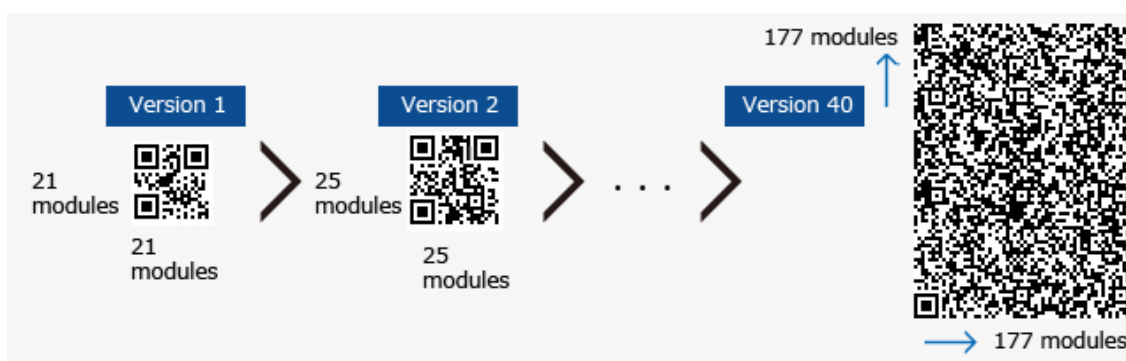 177 modules
Version 1
Version 2
Version 40
21
modules
25
modules
. . .
21
modules
25
modules
177 modules